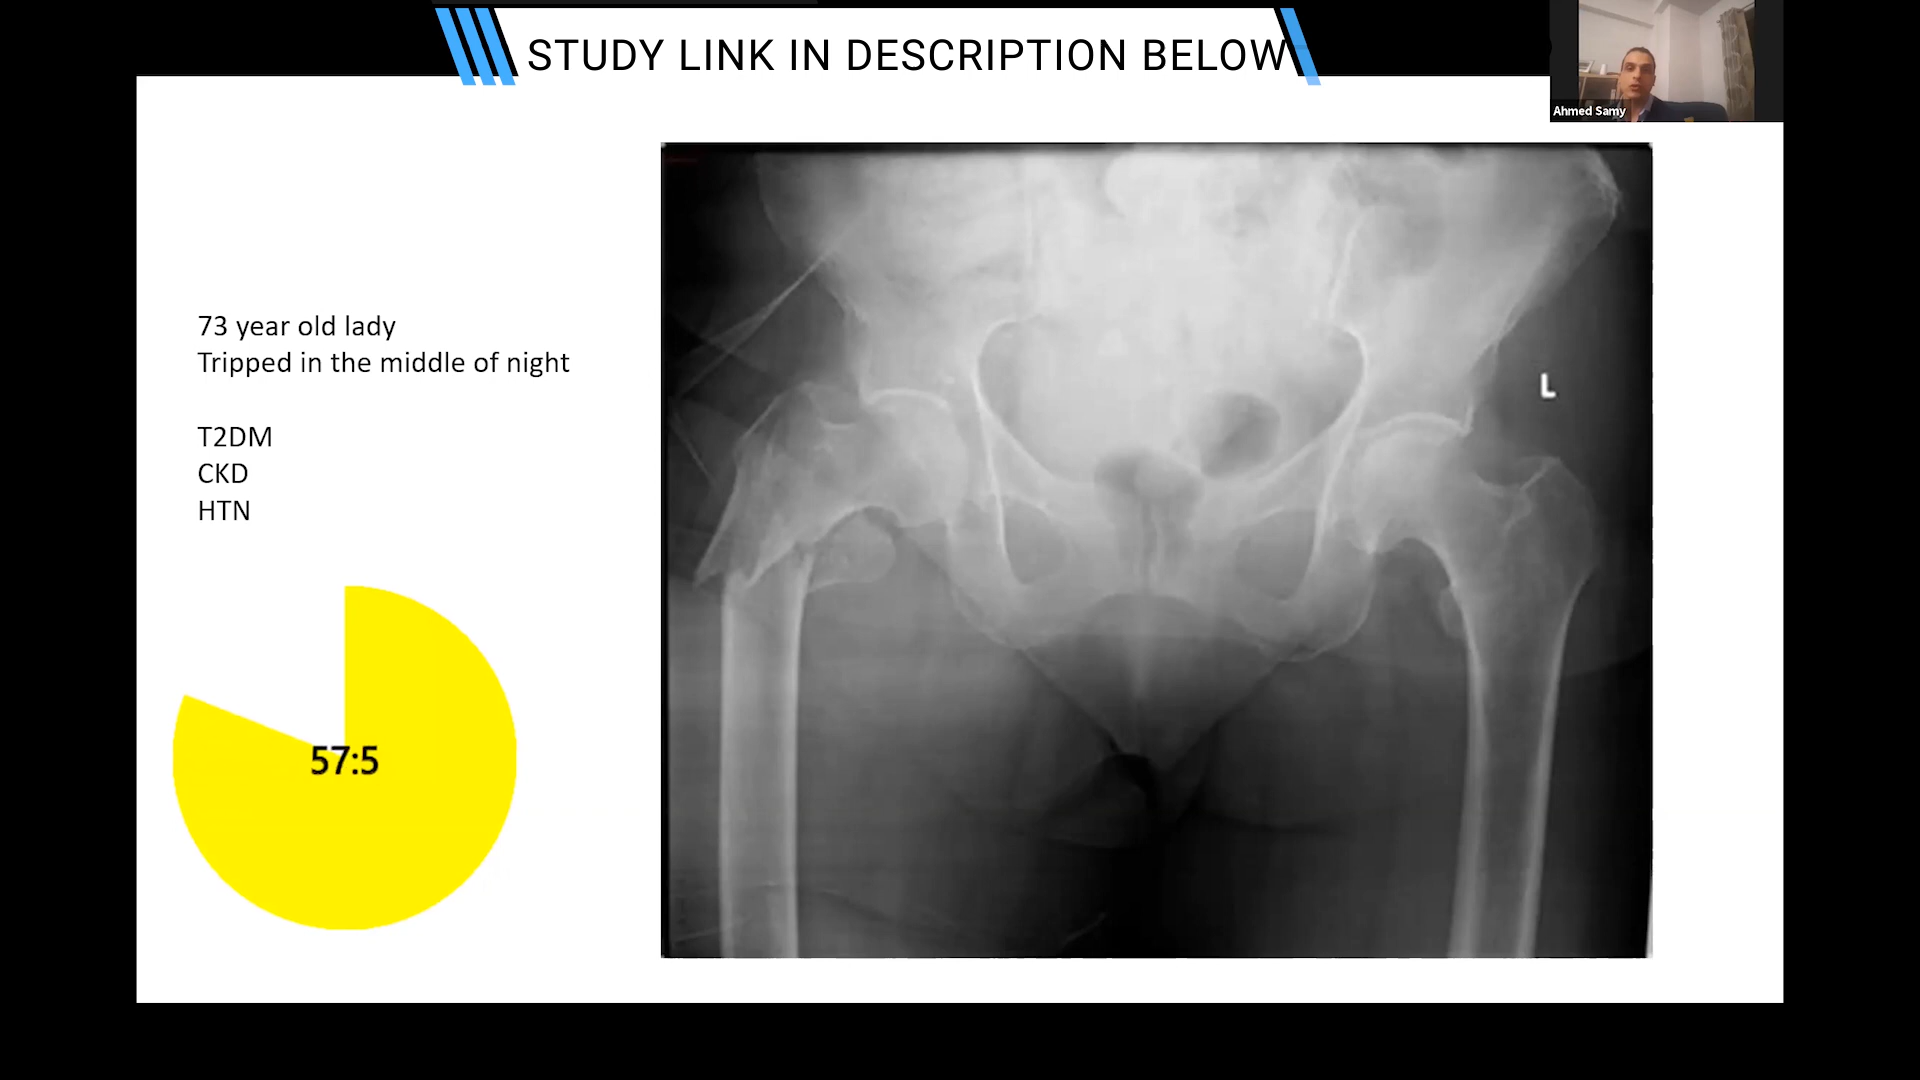 STUDY LINK IN DESCRIPTION BELOW
Ahmed Samy
73 year old lady
Tripped in the middle of night
T2DM
CKD
HTN
57:5
L